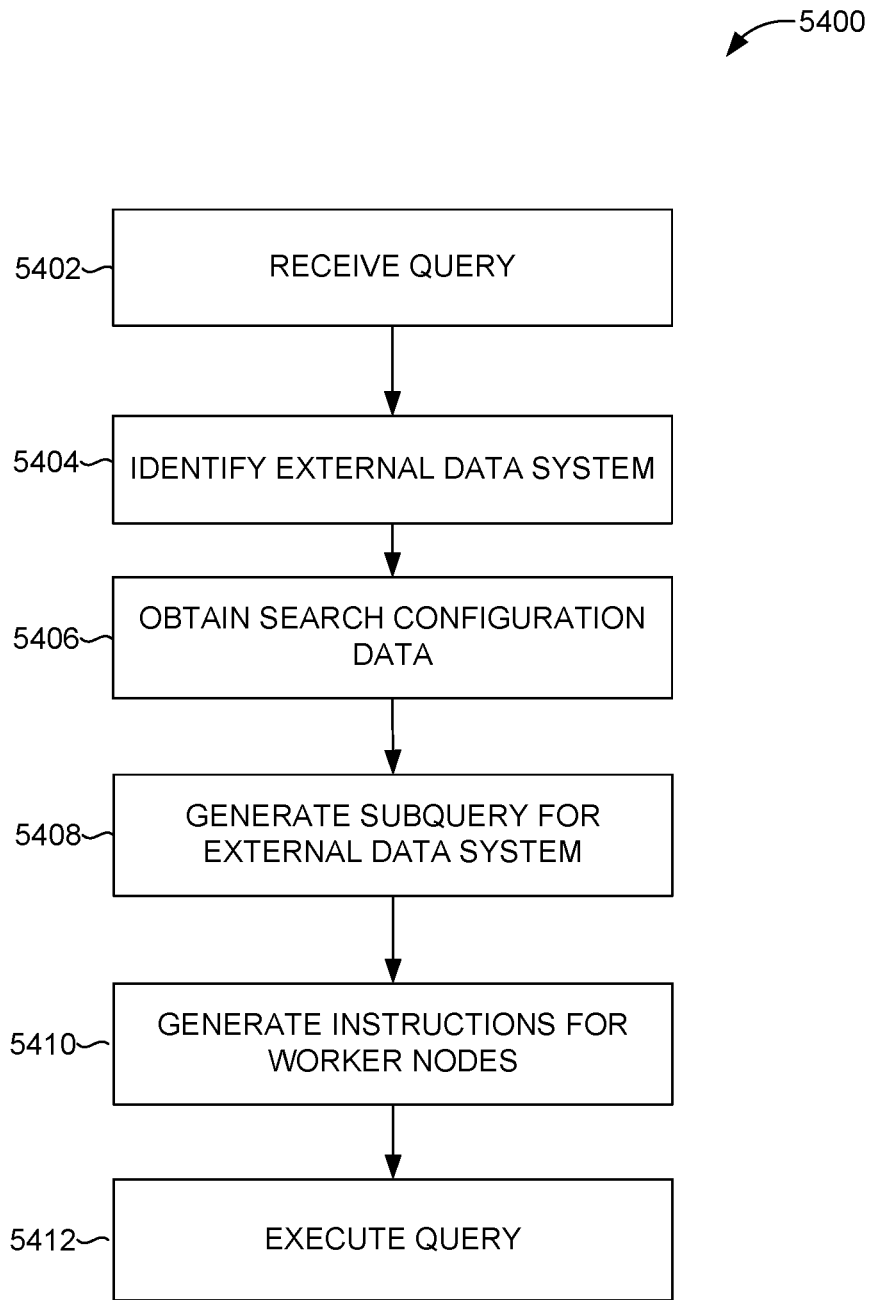 5400
5402
RECEIVE QUERY
5404
IDENTIFY EXTERNAL DATA SYSTEM
5406
OBTAIN SEARCH CONFIGURATION
DATA
5408
GENERATE SUBQUERY FOR
EXTERNAL DATA SYSTEM
5410
GENERATE INSTRUCTIONS FOR
WORKER NODES
5412
EXECUTE QUERY